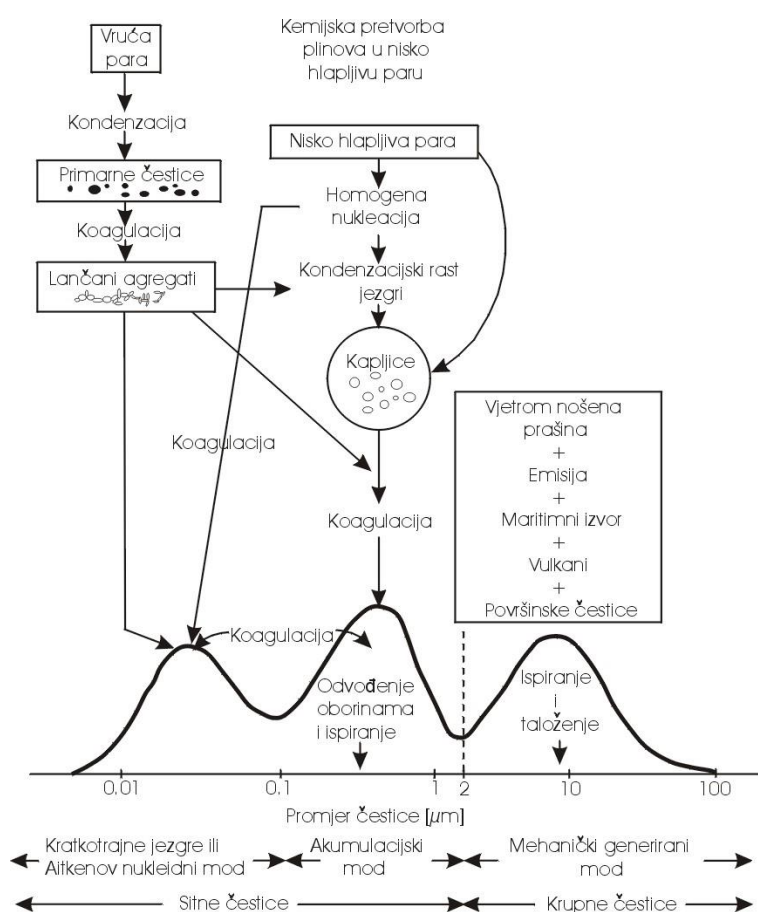 Vruća
para
Kondenzacija
Primarne čestice
Koagulacija
Lančani agregati
Kemijska pretvorba
plinova u nisko
hlapljivu paru
Nisko hlapljiva para
Homogena
nukleacija
Kondenzacijski rast
jezgri
Kapljice
Koagulacija
Koagulacija
Koagulacija
Vjetrom nošena
prašina
+
Emisija
+
Maritimni izvor
+
Vulkani
+
Površinske čestice
Odvođenje
oborinama
i ispiranje
Ispiranje
i
taloženje
0.01 0.1 1 2 10 100
Promjer čestice [μm]
Kratkotrajne jezgre ili
Aitkenov nukleidni mod
Akumulacijski
mod
Mehanički generirani
mod
Sitne čestice
Krupne čestice